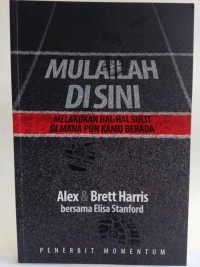 MULAILAH
DI SINI
MELAKUKAN HAL-HAL SULIT
DI MANA PUN KAMU BERADA
Alex & Brett Harris
bersama Elisa Stanford
PENERBIT MOMENTUM